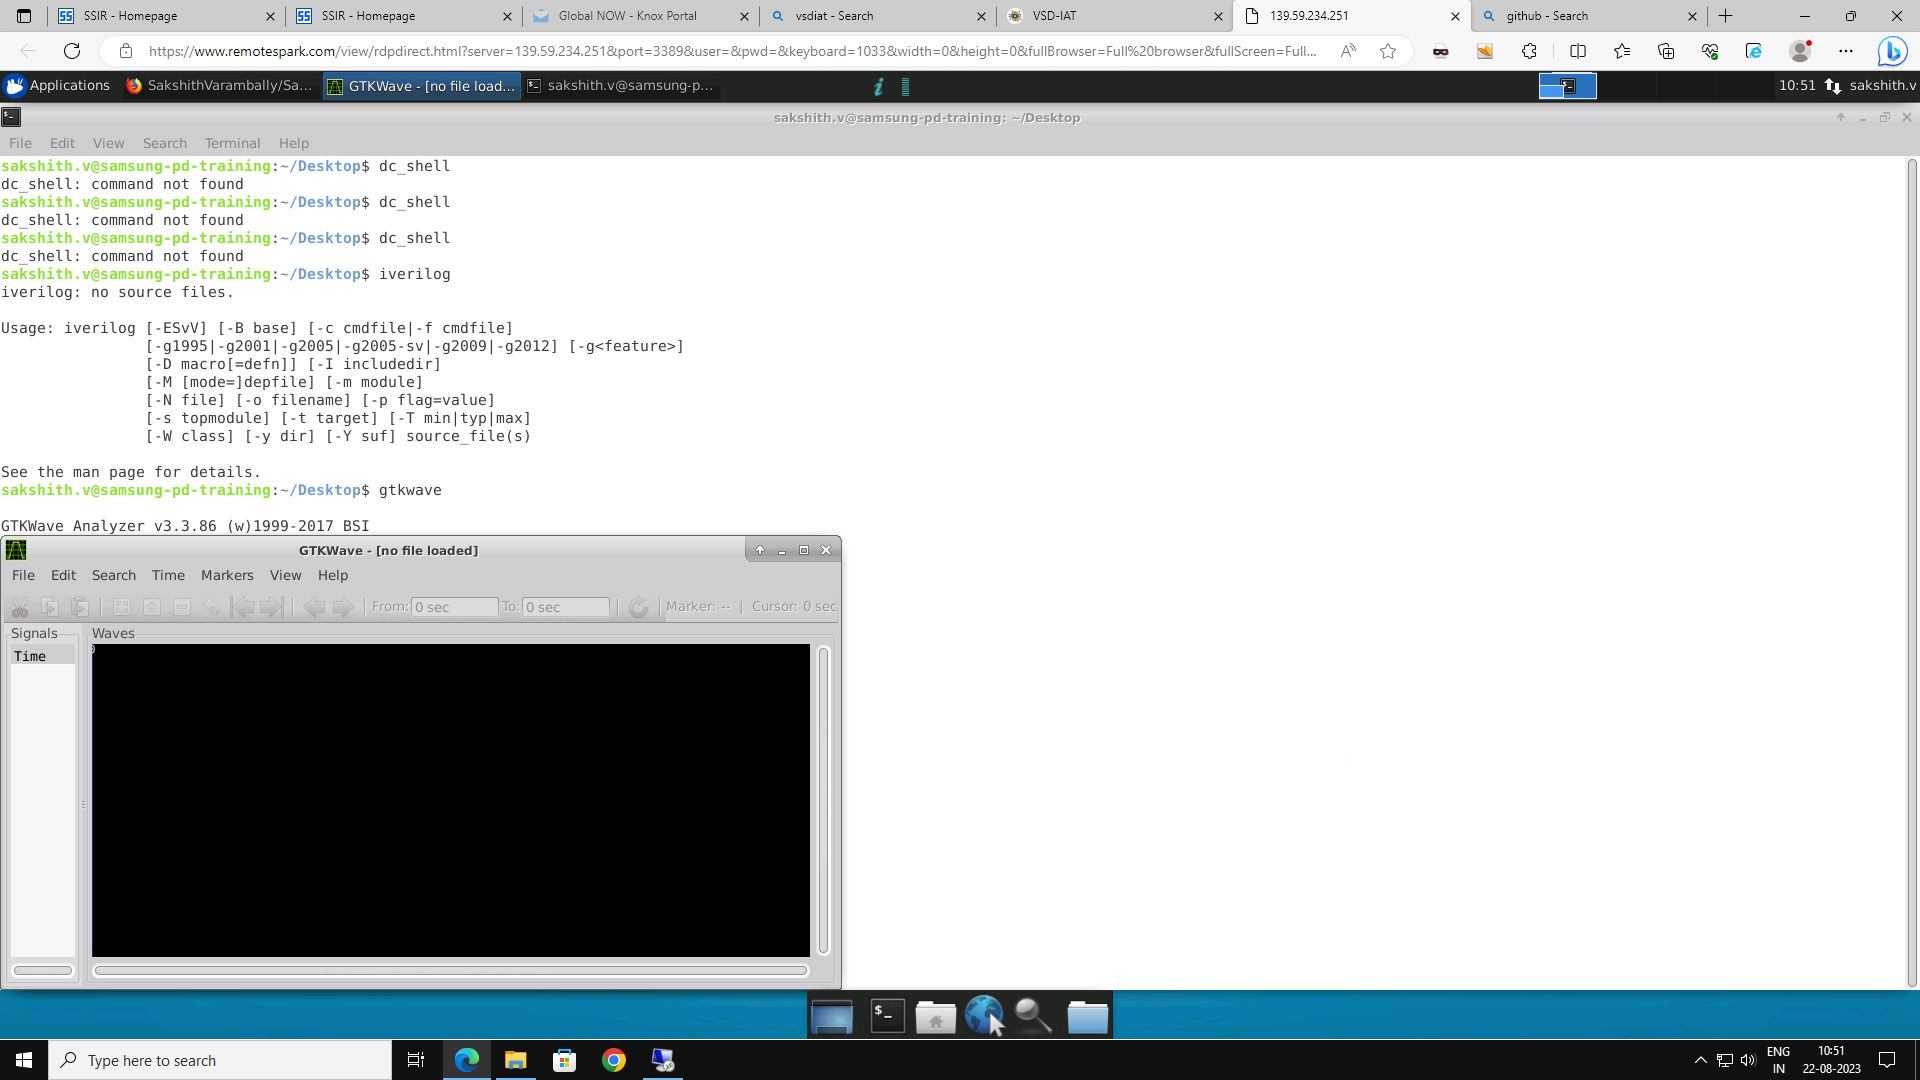 SSIR - Homepage
SSIR - Homepage
Global NOW - Knox Portal
vsdiat - Search
VSD-IAT
139.59.234.251
github - Search
https://www.remotespark.com/view/rdpdirect.html?server=139.59.234.251&port=3389&user=&pwd=&keyboard=1033&width=0&height=0&fullBrowser=Full%20browser&fullScreen=Full...
Applications
SakshithVarambally/Sa...
GTKWave - [no file load...
sakshith.v@samsung-p...
10:51
sakshith.v
sakshith.v@samsung-pd-training: ~/Desktop
File Edit View Search Terminal Help
sakshith.v@samsung-pd-training:~/Desktop$ dc_shell
dc_shell: command not found
sakshith.v@samsung-pd-training:~/Desktop$ dc_shell
dc_shell: command not found
sakshith.v@samsung-pd-training:~/Desktop$ dc_shell
dc_shell: command not found
sakshith.v@samsung-pd-training:~/Desktop$ iverilog
iverilog: no source files.
Usage: iverilog [-ESvV] [-B base] [-c cmdfile|-f cmdfile]
[-g1995|-g2001|-g2005|-g2005-sv|-g2009|-g2012] [-g<feature>]
[-D macro[=defn]] [-I includedir]
[-M [mode=]depfile] [-m module]
[-N file] [-o filename] [-p flag=value]
[-s topmodule] [-t target] [-T min|typ|max]
[-W class] [-y dir] [-Y suf] source_file(s)
See the man page for details.
sakshith.v@samsung-pd-training:~/Desktop$ gtkwave
GTKWave Analyzer v3.3.86 (w)1999-2017 BSI
GTKWave - [no file loaded]
File Edit Search Time Markers View Help
From: 0 sec To: 0 sec Marker: -- | Cursor: 0 sec
Signals
Waves
Time
0
Type here to search
ENG
IN
10:51
22-08-2023